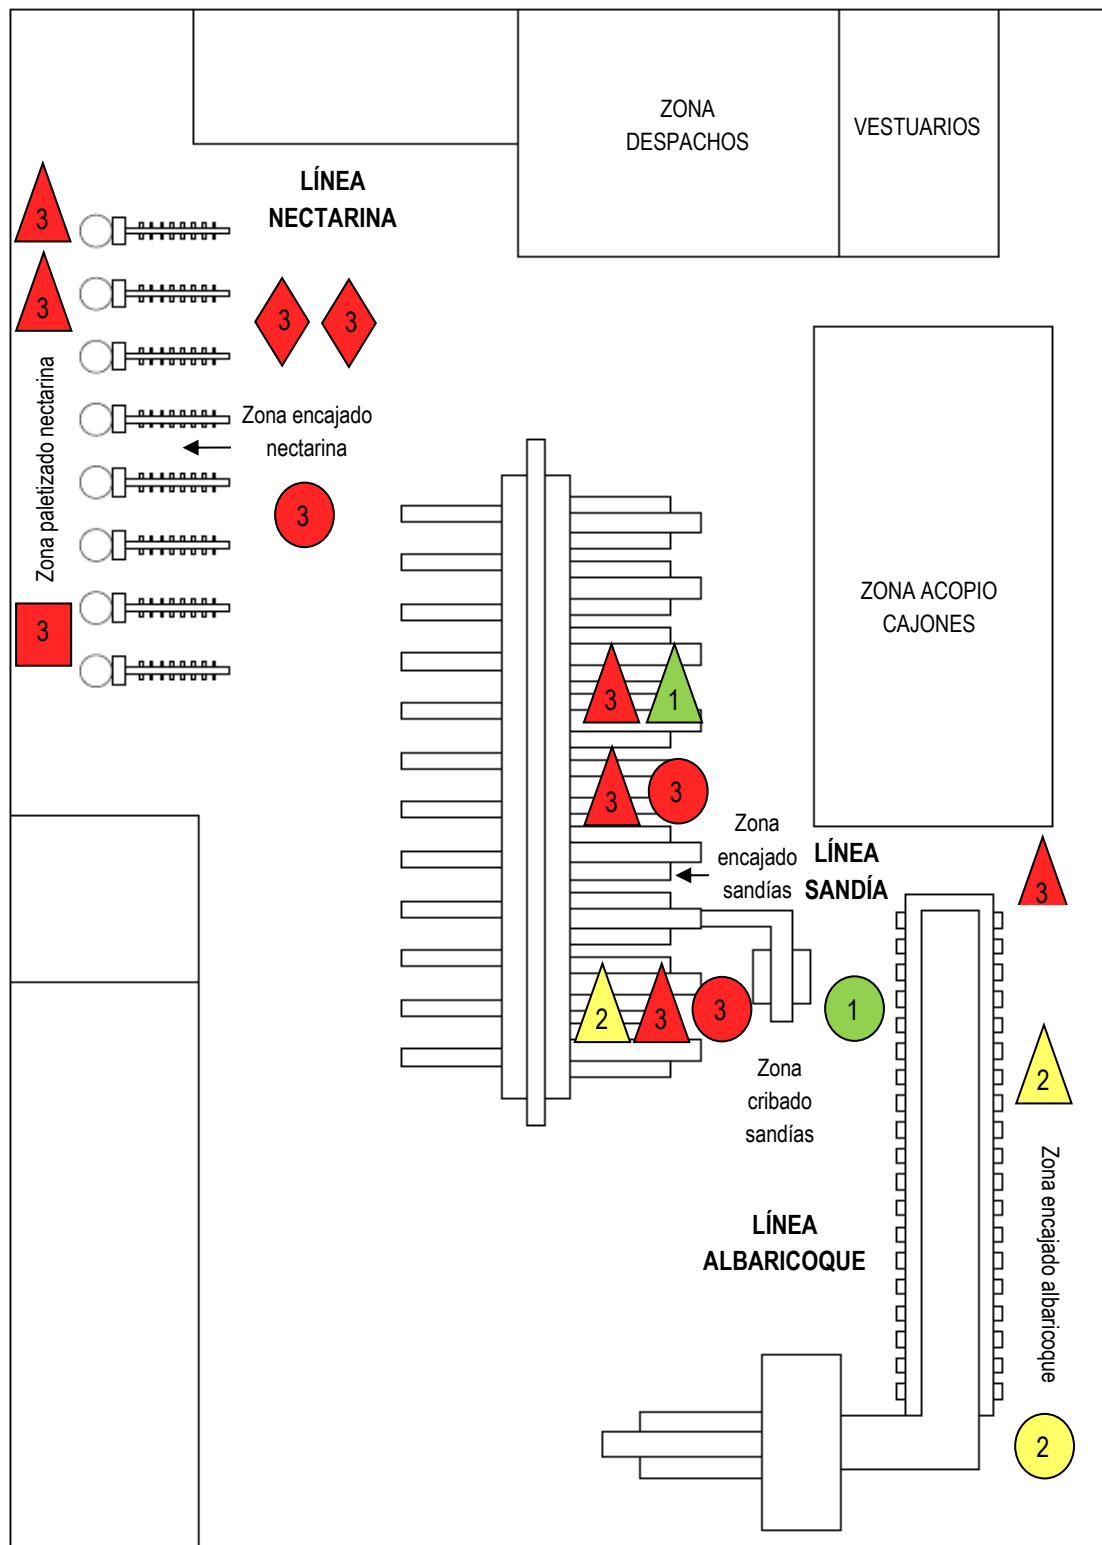 ZONA
DESPACHOS
VESTUARIOS
LÍNEA
NECTARINA
3
3
3
3
Zona paletizado nectarina
Zona encajado
nectarina
3
3
ZONA ACOPIO
CAJONES
3
1
3
3
Zona
encajado
sandías
LÍNEA
SANDÍA
3
2
3
3
1
2
Zona
cribado
sandías
Zona encajado albaricoque
LÍNEA
ALBARICOQUE
2